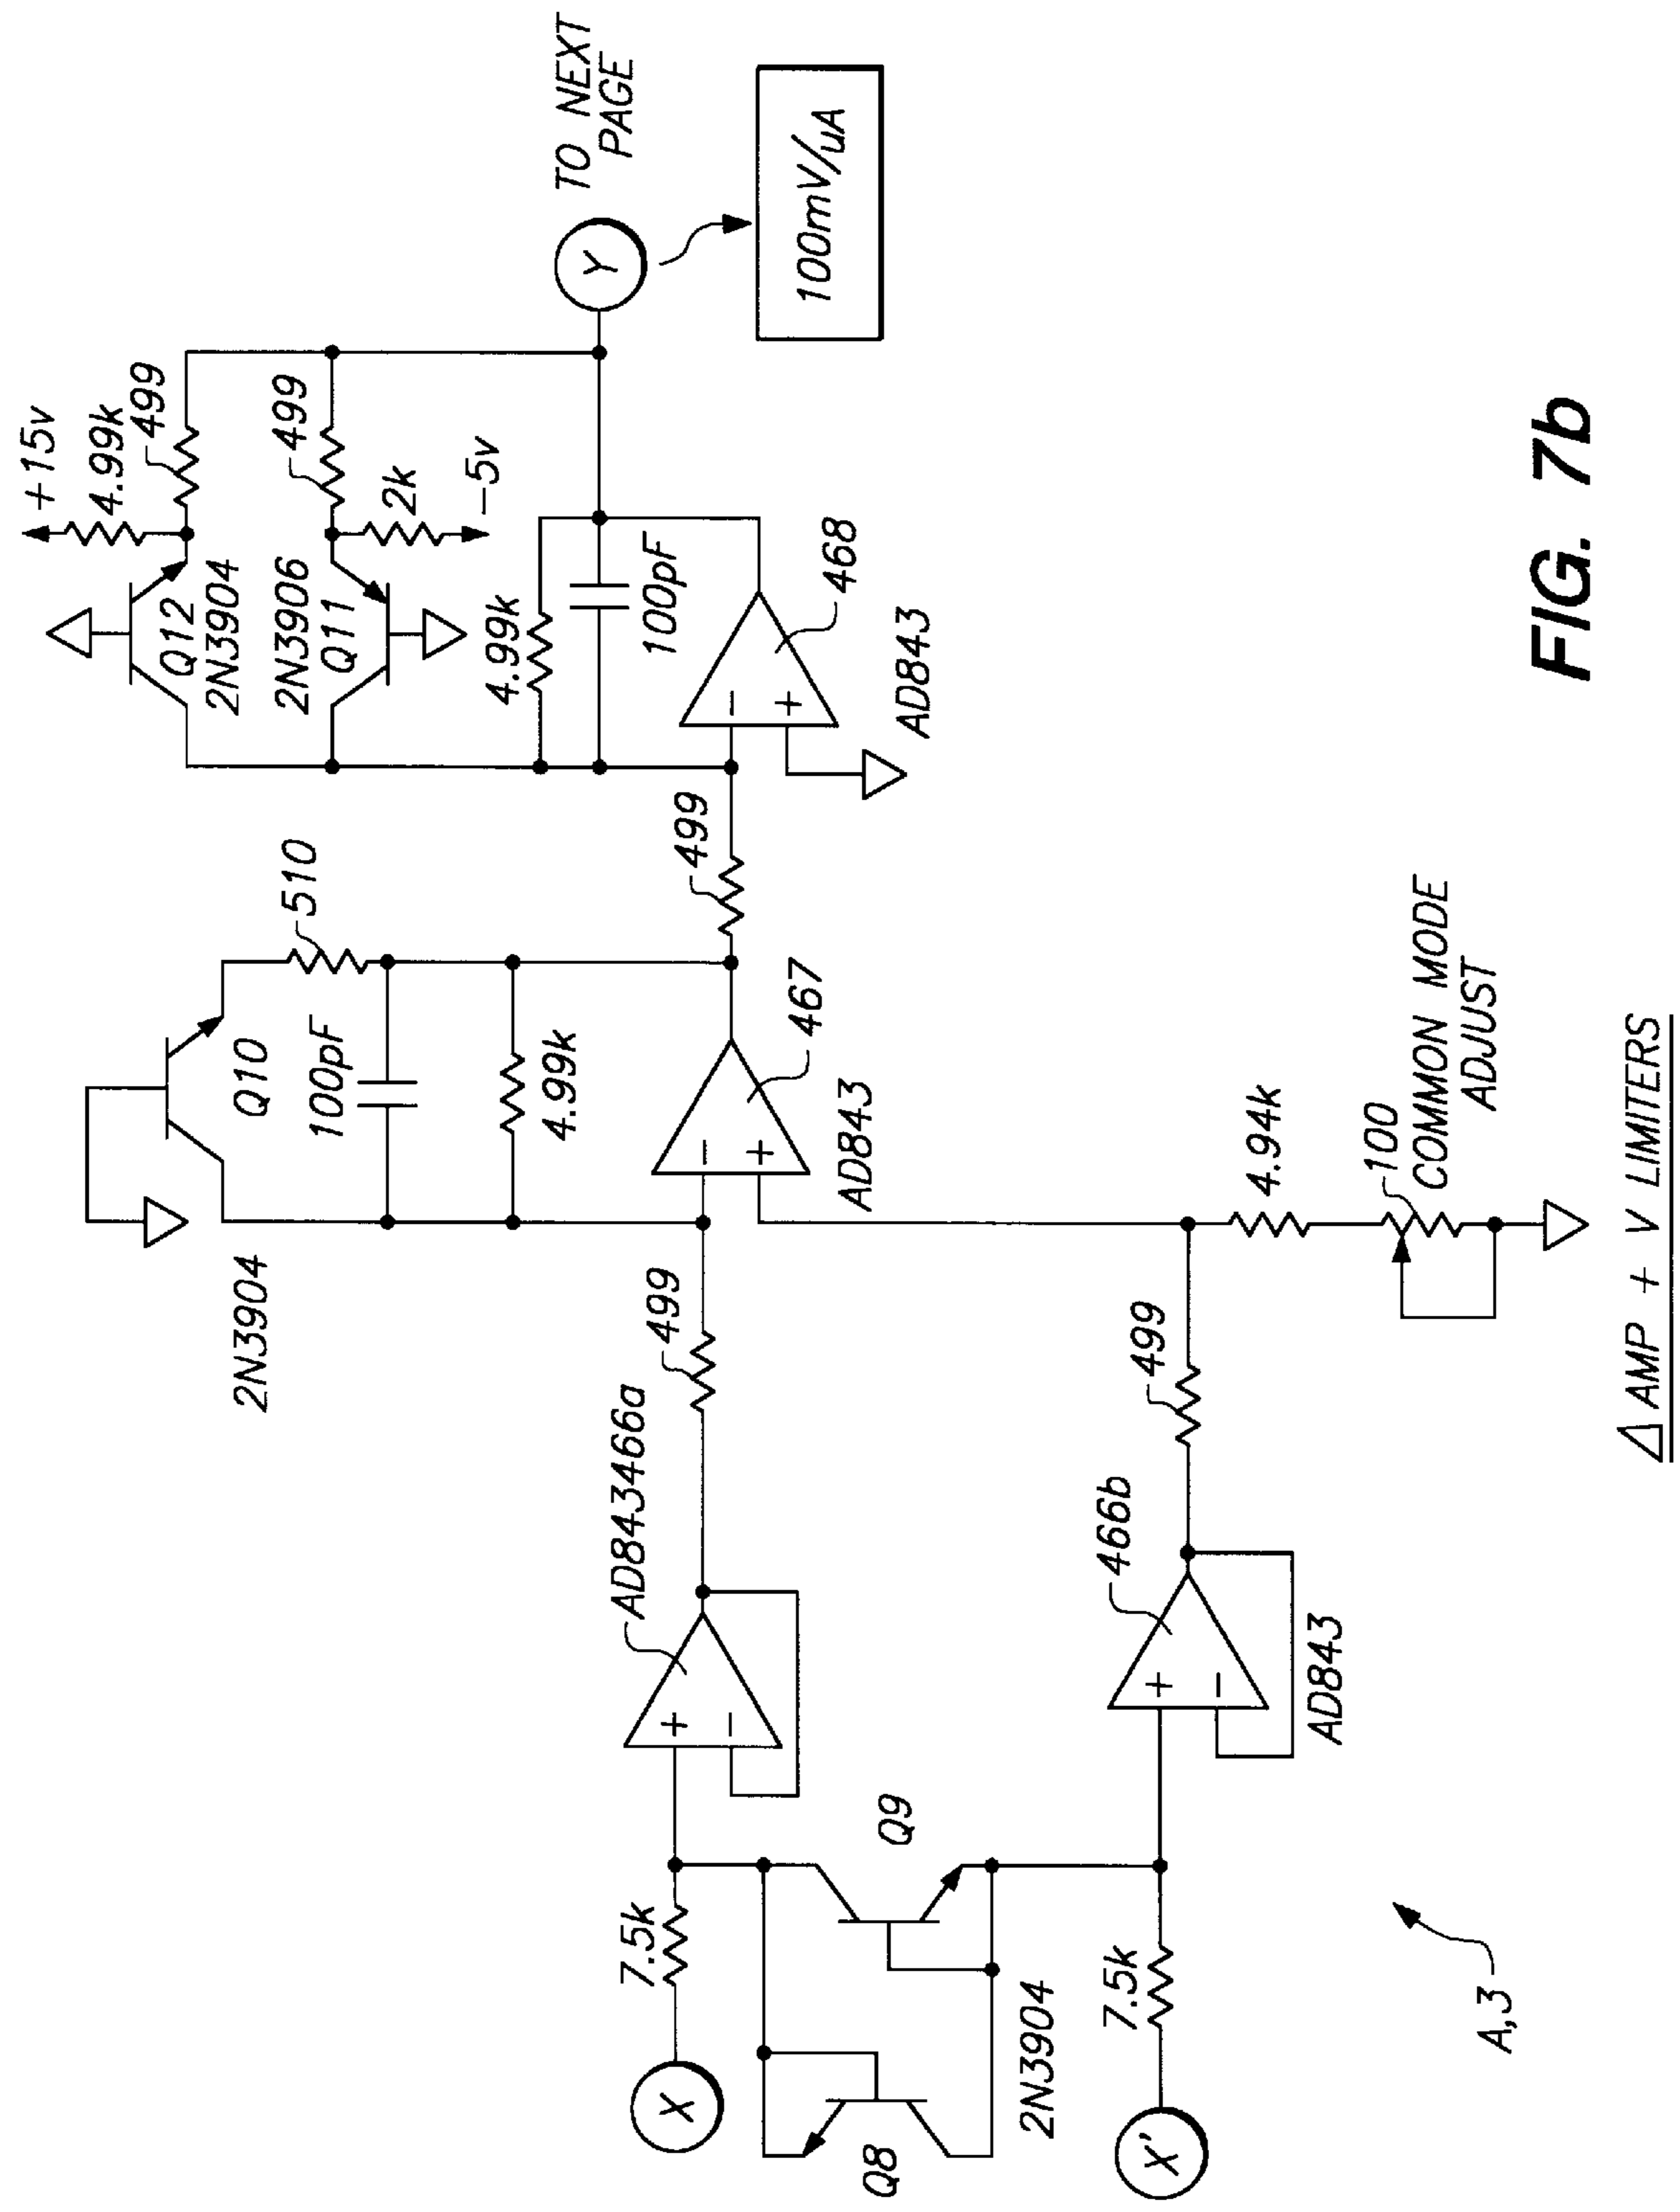 +15v
4.99k
499
Q12
2N3904
499
2N3906
Q11
2k
−5v
TO NEXT
PAGE
Y
100mV/uA
4.99k
100pF
−
+
468
AD843
510
Q10
2N3904
100pF
4.99k
499
−
+
467
AD843
499
AD843466a
+
−
7.5k
X
Q9
Q8
2N3904
7.5k
X'
466b
+
−
AD843
499
4.94k
100
COMMON MODE
ADJUST
A,3
Δ AMP + V LIMITERS
FIG. 7b